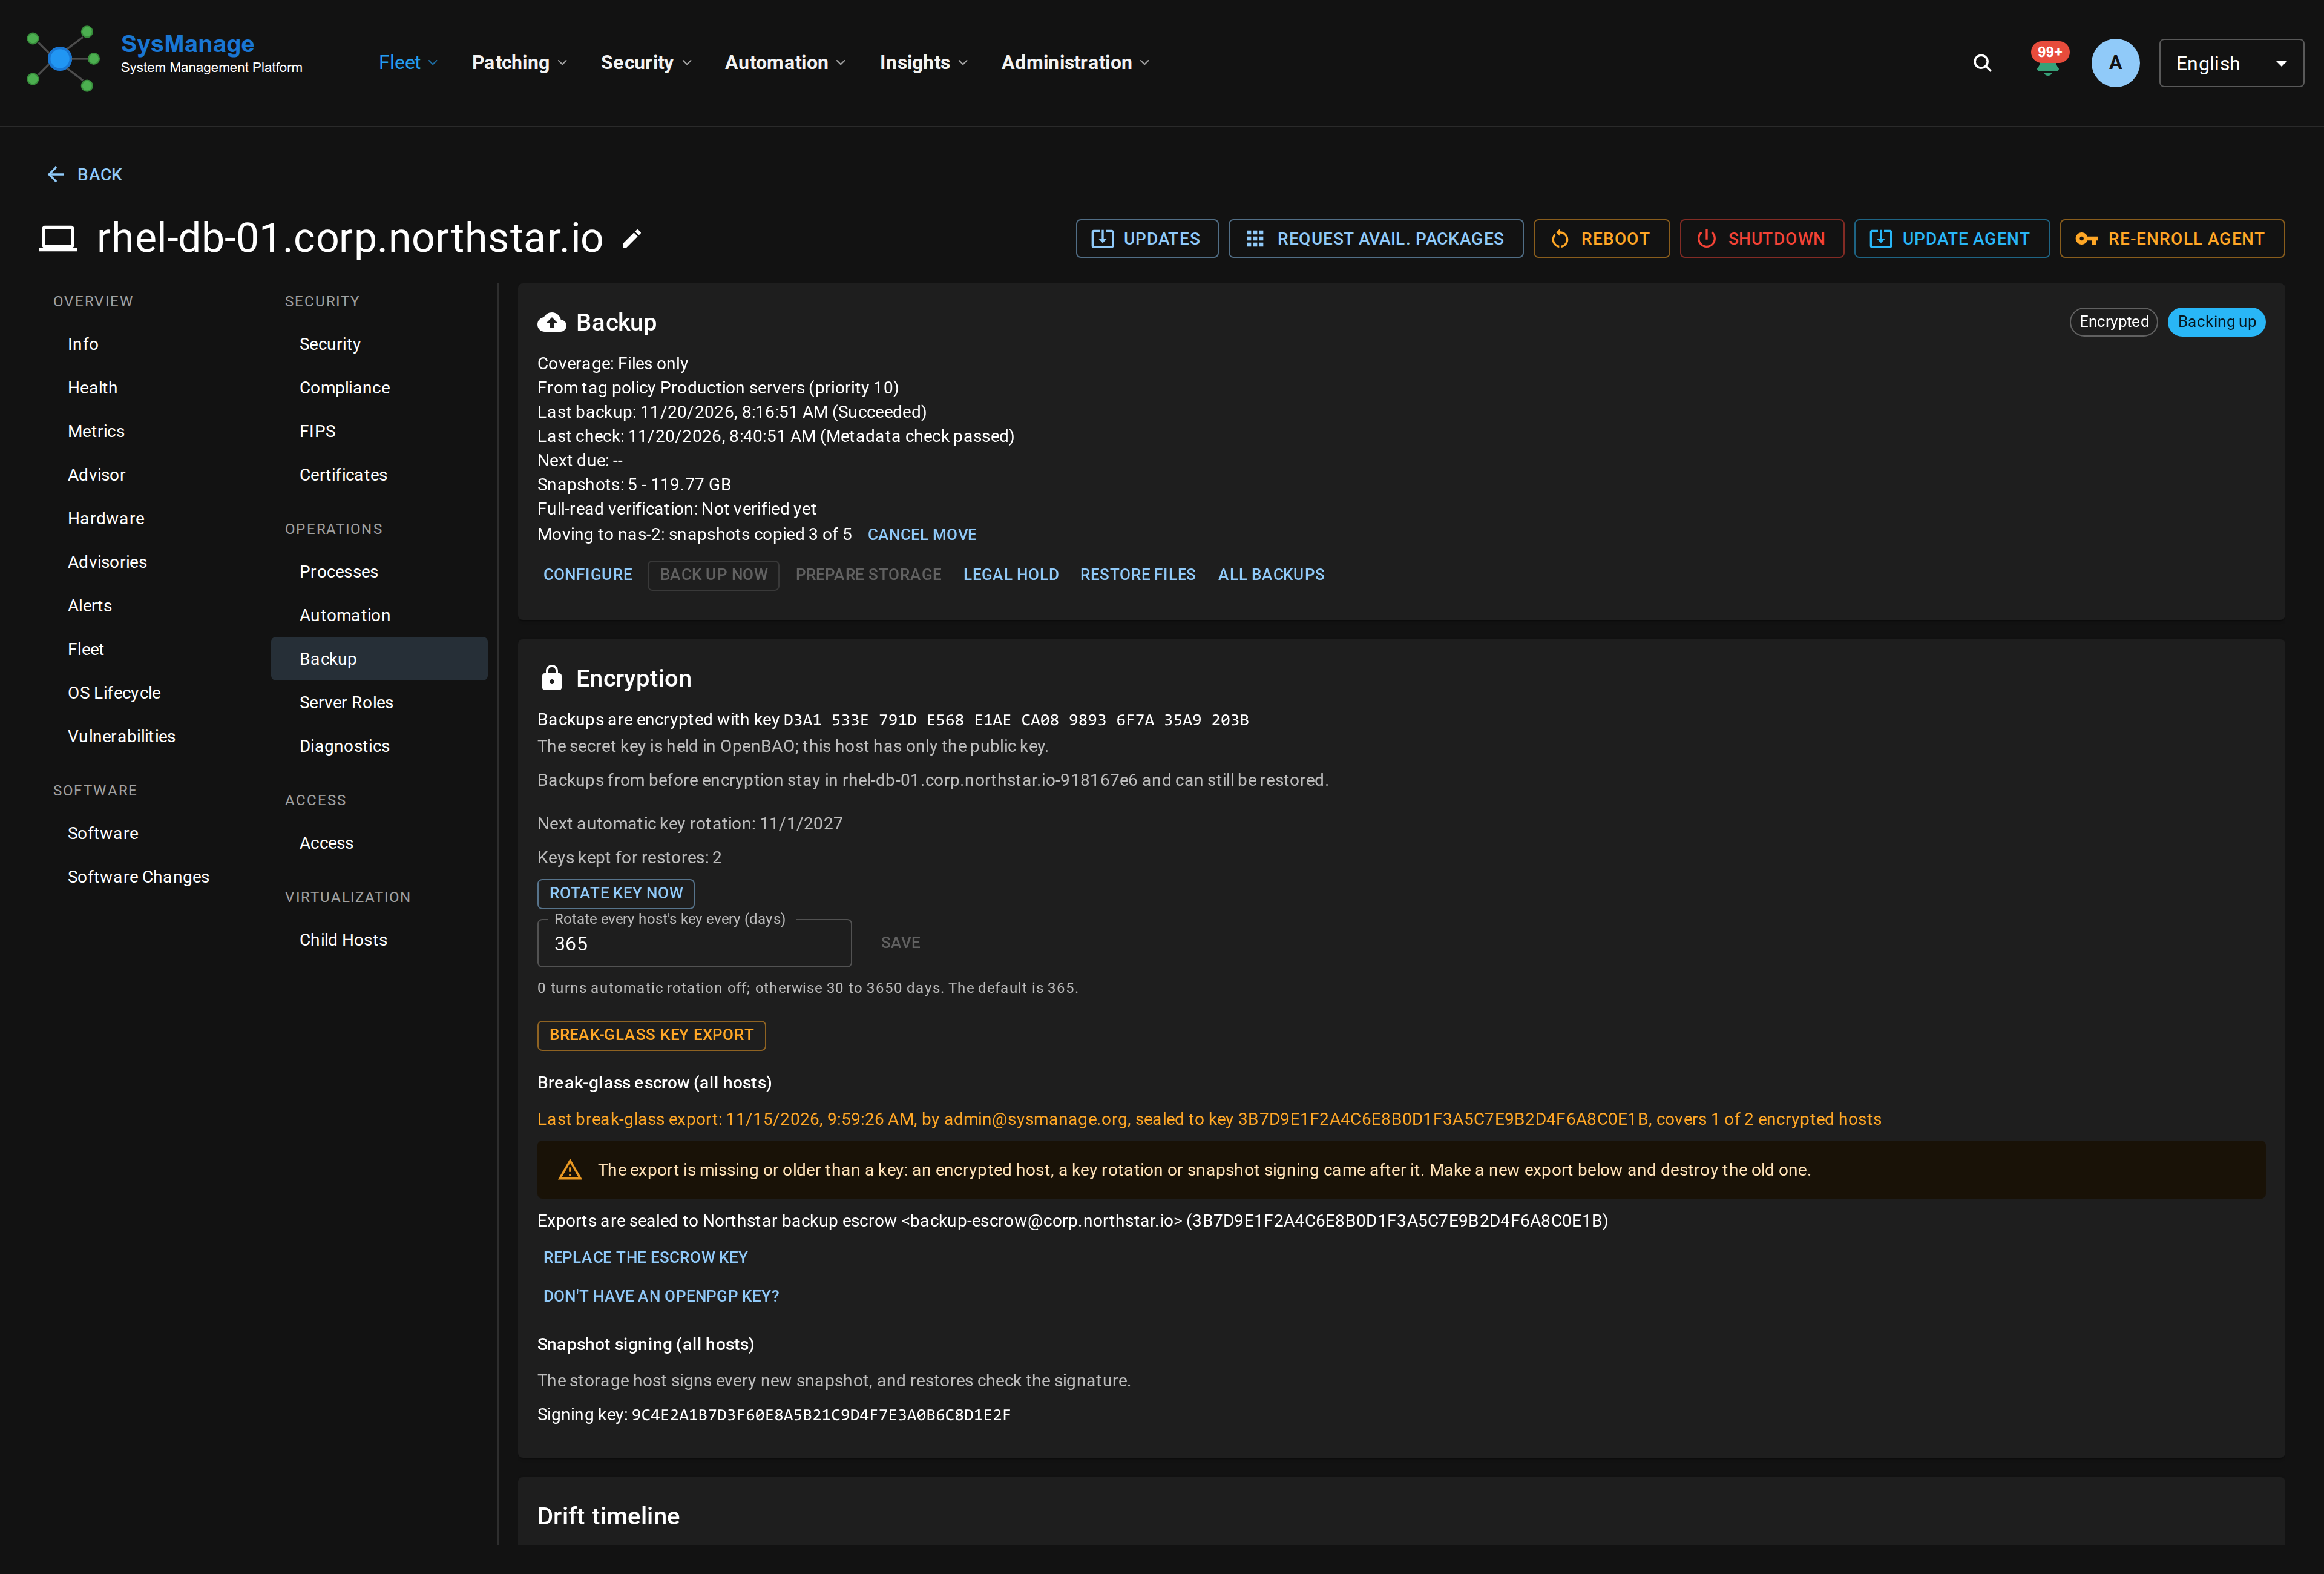 SysManage
System Management Platform
Fleet
Patching
Security
Automation
Insights
Administration
99+
A
English
BACK
rhel-db-01.corp.northstar.io
UPDATES
REQUEST AVAIL. PACKAGES
REBOOT
SHUTDOWN
UPDATE AGENT
RE-ENROLL AGENT
OVERVIEW
Info
Health
Metrics
Advisor
Hardware
Advisories
Alerts
Fleet
OS Lifecycle
Vulnerabilities
SOFTWARE
Software
Software Changes
SECURITY
Security
Compliance
FIPS
Certificates
OPERATIONS
Processes
Automation
Backup
Server Roles
Diagnostics
ACCESS
Access
VIRTUALIZATION
Child Hosts
Backup
Encrypted
Backing up
Coverage: Files only
From tag policy Production servers (priority 10)
Last backup: 11/20/2026, 8:16:51 AM (Succeeded)
Last check: 11/20/2026, 8:40:51 AM (Metadata check passed)
Next due: --
Snapshots: 5 - 119.77 GB
Full-read verification: Not verified yet
Moving to nas-2: snapshots copied 3 of 5 CANCEL MOVE
CONFIGURE BACK UP NOW PREPARE STORAGE LEGAL HOLD RESTORE FILES ALL BACKUPS
Encryption
Backups are encrypted with key D3A1 533E 791D E568 E1AE CA08 9893 6F7A 35A9 203B
The secret key is held in OpenBAO; this host has only the public key.
Backups from before encryption stay in rhel-db-01.corp.northstar.io-918167e6 and can still be restored.
Next automatic key rotation: 11/1/2027
Keys kept for restores: 2
ROTATE KEY NOW
Rotate every host's key every (days)
365
SAVE
0 turns automatic rotation off; otherwise 30 to 3650 days. The default is 365.
BREAK-GLASS KEY EXPORT
Break-glass escrow (all hosts)
Last break-glass export: 11/15/2026, 9:59:26 AM, by admin@sysmanage.org, sealed to key 3B7D9E1F2A4C6E8B0D1F3A5C7E9B2D4F6A8C0E1B, covers 1 of 2 encrypted hosts
The export is missing or older than a key: an encrypted host, a key rotation or snapshot signing came after it. Make a new export below and destroy the old one.
Exports are sealed to Northstar backup escrow <backup-escrow@corp.northstar.io> (3B7D9E1F2A4C6E8B0D1F3A5C7E9B2D4F6A8C0E1B)
REPLACE THE ESCROW KEY
DON'T HAVE AN OPENPGP KEY?
Snapshot signing (all hosts)
The storage host signs every new snapshot, and restores check the signature.
Signing key: 9C4E2A1B7D3F60E8A5B21C9D4F7E3A0B6C8D1E2F
Drift timeline